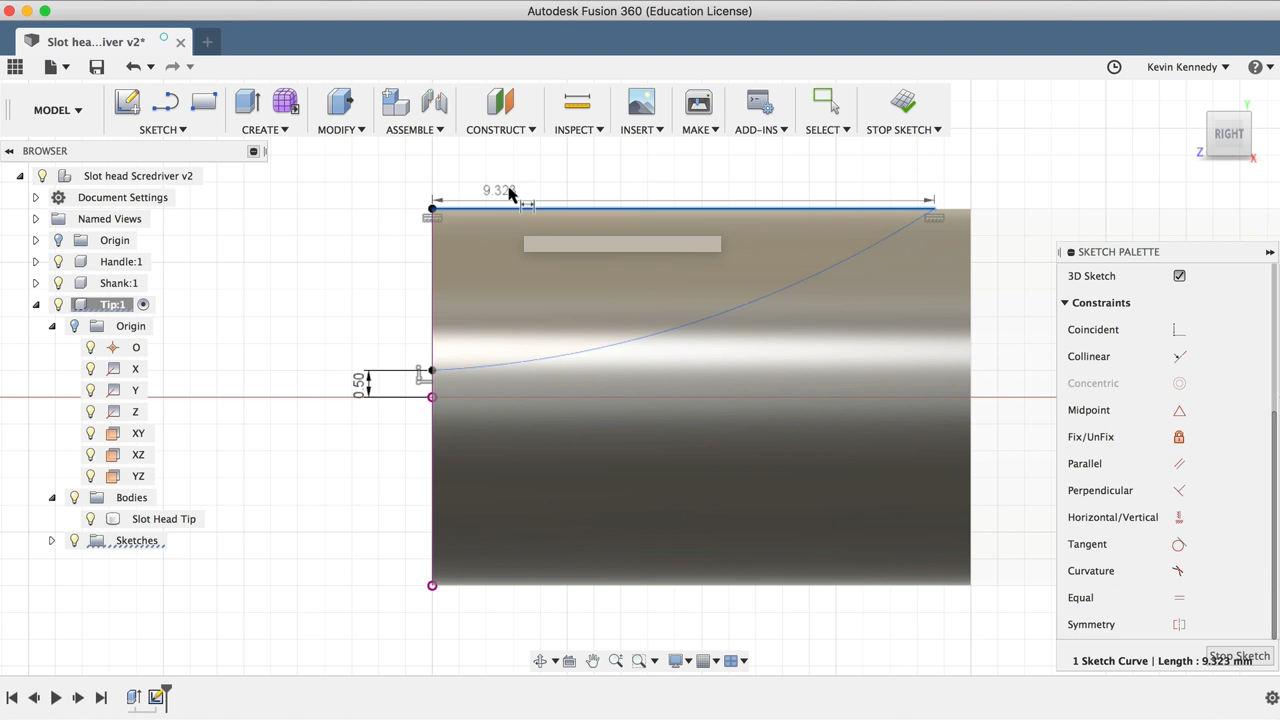 Autodesk Fusion 360 (Education License)
Slot hea...iver v2*
Kevin Kennedy
MODEL
SKETCH
CREATE
MODIFY
ASSEMBLE
CONSTRUCT
INSPECT
INSERT
MAKE
ADD-INS
SELECT
STOP SKETCH
BROWSER
Slot head Scredriver v2
Document Settings
Named Views
Origin
Handle:1
Shank:1
Tip:1
Origin
O
X
Y
Z
XY
XZ
YZ
Bodies
Slot Head Tip
Sketches
9.323
0.50
RIGHT
Y
Z
X
SKETCH PALETTE
3D Sketch
Constraints
Coincident
Collinear
Concentric
Midpoint
Fix/UnFix
Parallel
Perpendicular
Horizontal/Vertical
Tangent
Curvature
Equal
Symmetry
Stop Sketch
1 Sketch Curve | Length : 9.323 mm